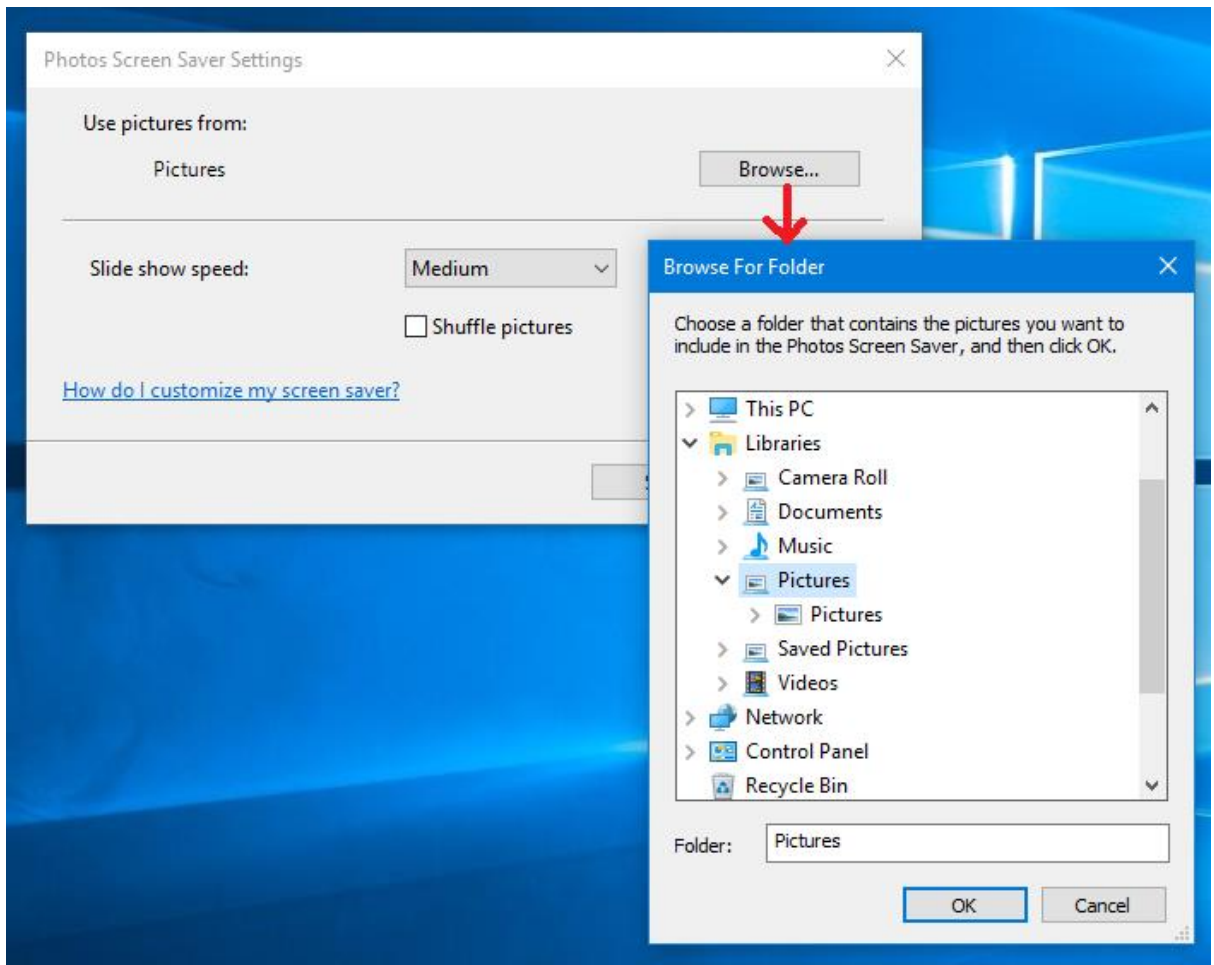 Photos Screen Saver Settings
Use pictures from:
Pictures
Browse...
Slide show speed:
Medium
Shuffle pictures
How do I customize my screen saver?
Browse For Folder
Choose a folder that contains the pictures you want to
include in the Photos Screen Saver, and then click OK.
This PC
Libraries
Camera Roll
Documents
Music
Pictures
Pictures
Saved Pictures
Videos
Network
Control Panel
Recycle Bin
Folder:
Pictures
OK
Cancel